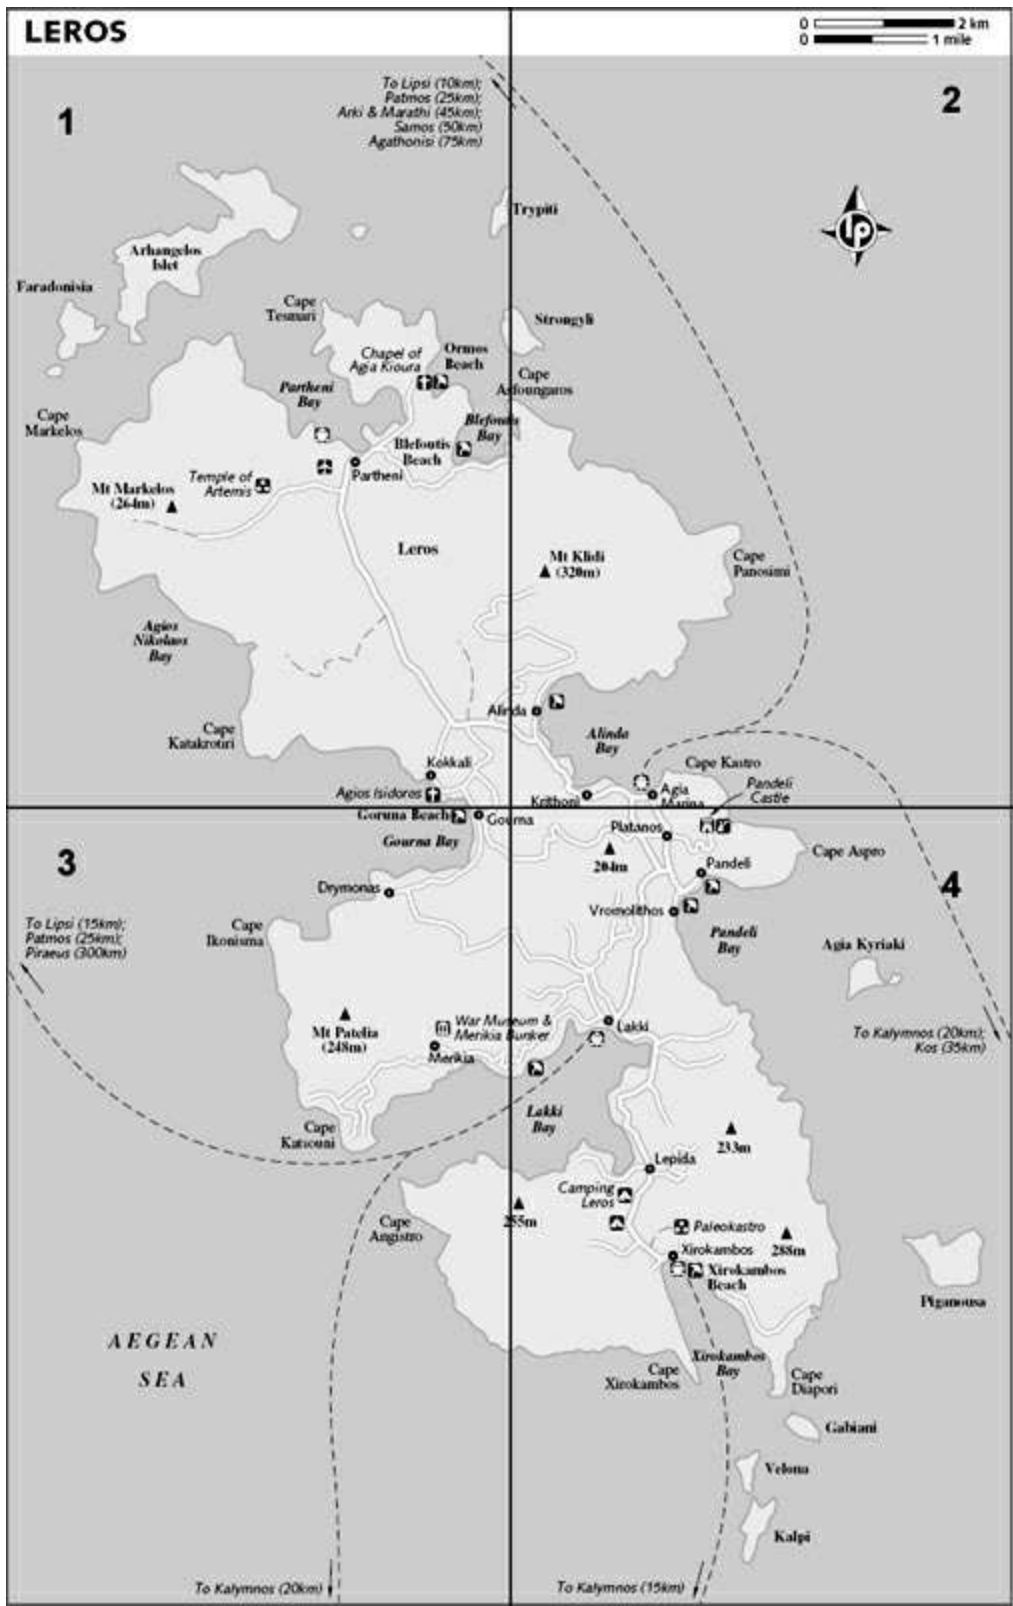 LEROS
0 2 km
0 1 mile
1
2
To Lipsi (10km);
Patmos (25km);
Arki & Marathi (45km);
Samos (50km)
Agathonisi (75km)
Trypiti
lp
Arhangelos
Islet
Faradonisia
Cape
Tesmari
Strongyli
Chapel of
Agia Kioura
Ormos
Beach
Partheni
Bay
Cape
Asfoungaros
Cape
Markelos
Blefoutis
Bay
Blefoutis
Beach
Partheni
Temple of
Artemis
Mt Markelos
(264m)
Leros
Mt Klidi
(320m)
Cape
Panosimi
Agios
Nikolaos
Bay
Alinda
Cape
Katakrotiri
Alinda
Bay
Kokkali
Cape Kastro
Agios Isidoros
Krithoni
Agia
Marina
Pandeli
Castle
Goruna Beach
Gourna
Gourna Bay
Platanos
204m
Cape Aspro
3
4
Pandeli
Drymonas
Vromolithos
Pandeli
Bay
Cape
Ikonisma
To Lipsi (15km);
Patmos (25km);
Piraeus (300km)
Agia Kyriaki
Mt Patelia
(248m)
War Museum &
Merikia Bunker
Merikia
Lakki
To Kalymnos (20km);
Kos (35km)
Lakki
Bay
Cape
Katsouni
233m
Lepida
Camping
Leros
255m
Cape
Angistro
Paleokastro
Xirokambos
288m
Xirokambos
Beach
Piganousa
AEGEAN
SEA
Xirokambos
Bay
Cape
Xirokambos
Cape
Diapori
Gabiani
Velona
Kalpi
To Kalymnos (20km)
To Kalymnos (15km)